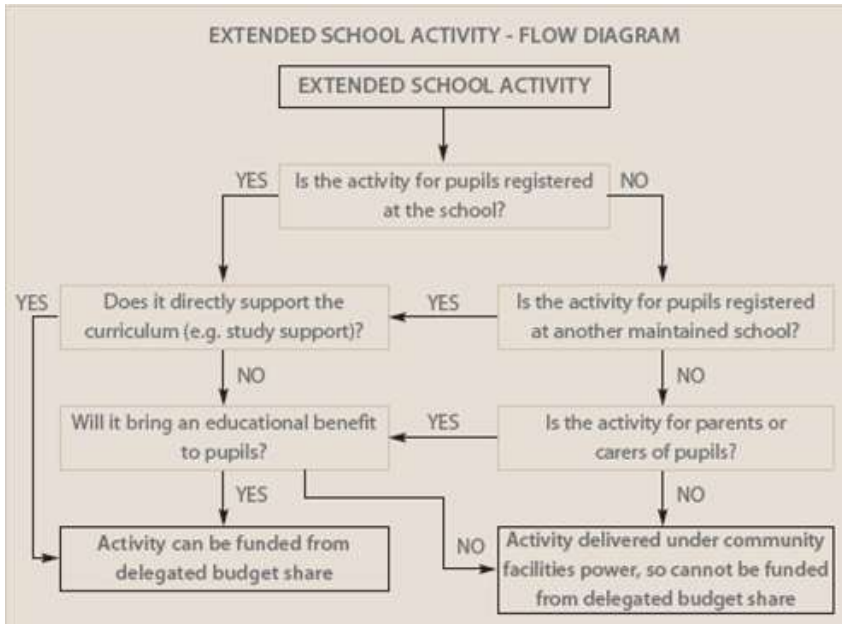 EXTENDED SCHOOL ACTIVITY - FLOW DIAGRAM
EXTENDED SCHOOL ACTIVITY
YES
Is the activity for pupils registered
at the school?
NO
YES
Does it directly support the
curriculum (e.g. study support)?
YES
Is the activity for pupils registered
at another maintained school?
NO
NO
Will it bring an educational benefit
to pupils?
YES
Is the activity for parents or
carers of pupils?
YES
NO
Activity can be funded from
delegated budget share
NO
Activity delivered under community
facilities power, so cannot be funded
from delegated budget share